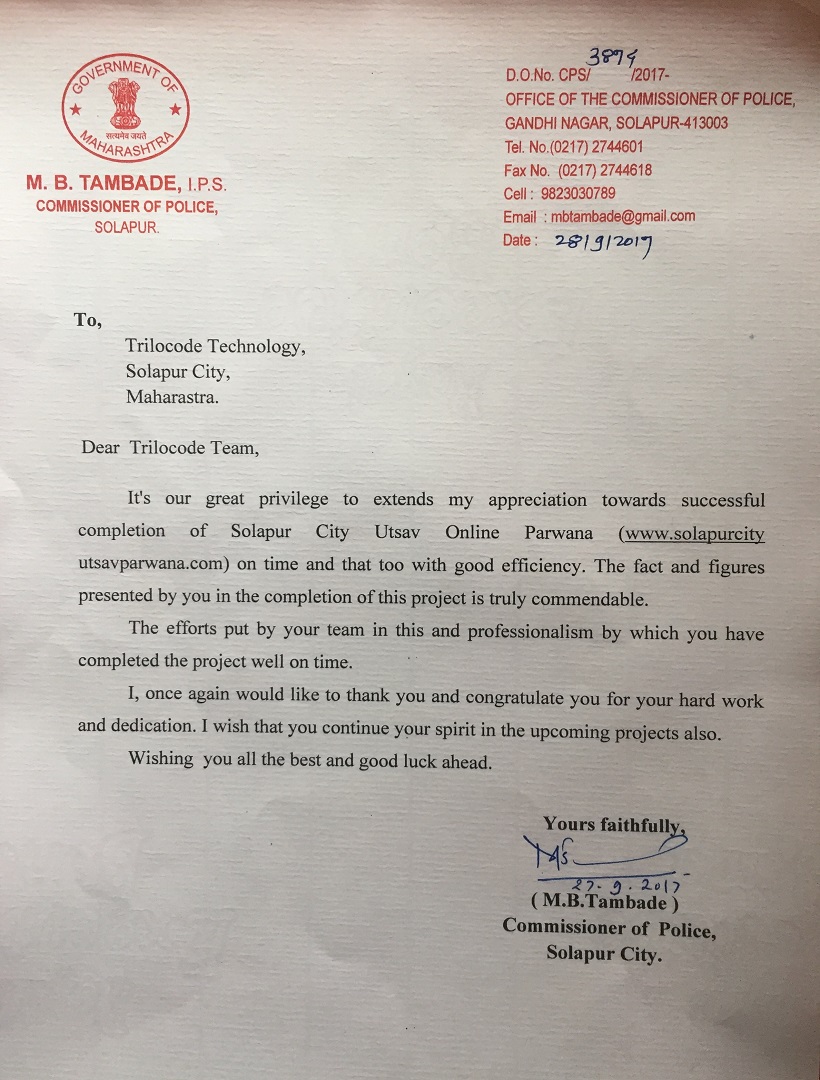 GOVERNMENT OF
सत्यमेव जयते
MAHARASHTRA
M. B. TAMBADE, I.P.S.
COMMISSIONER OF POLICE,
SOLAPUR.
D.O.No. CPS/ 3874 /2017-
OFFICE OF THE COMMISSIONER OF POLICE,
GANDHI NAGAR, SOLAPUR-413003
Tel. No.(0217) 2744601
Fax No. (0217) 2744618
Cell : 9823030789
Email : mbtambade@gmail.com
Date : 28/9/2017
To,
Trilocode Technology,
Solapur City,
Maharastra.
Dear Trilocode Team,
It's our great privilege to extends my appreciation towards successful
completion of Solapur City Utsav Online Parwana (www.solapurcity
utsavparwana.com) on time and that too with good efficiency. The fact and figures
presented by you in the completion of this project is truly commendable.
The efforts put by your team in this and professionalism by which you have
completed the project well on time.
I, once again would like to thank you and congratulate you for your hard work
and dedication. I wish that you continue your spirit in the upcoming projects also.
Wishing you all the best and good luck ahead.
Yours faithfully,
27.9.2017
( M.B.Tambade )
Commissioner of Police,
Solapur City.